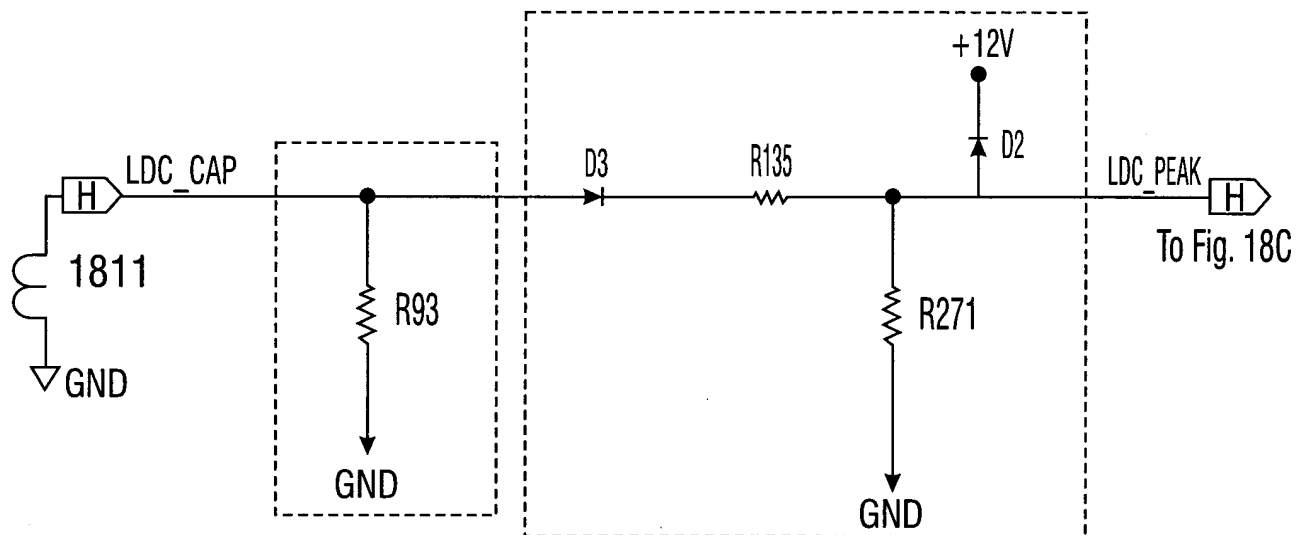 +12V
D2
D3
R135
LDC_PEAK
H
LDC_CAP
H
To Fig. 18C
1811
R93
R271
GND
GND
GND